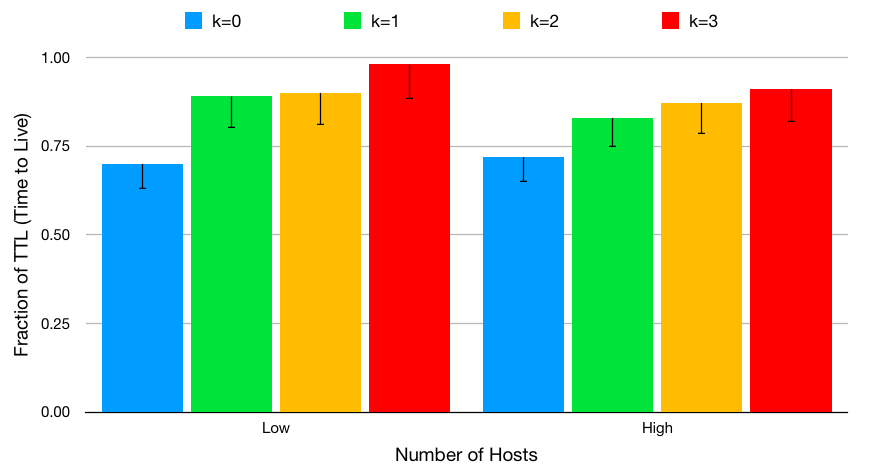 k=0 k=1 k=2 k=3
1.00
0.75
0.50
0.25
0.00
Fraction of TTL (Time to Live)
Low High
Number of Hosts